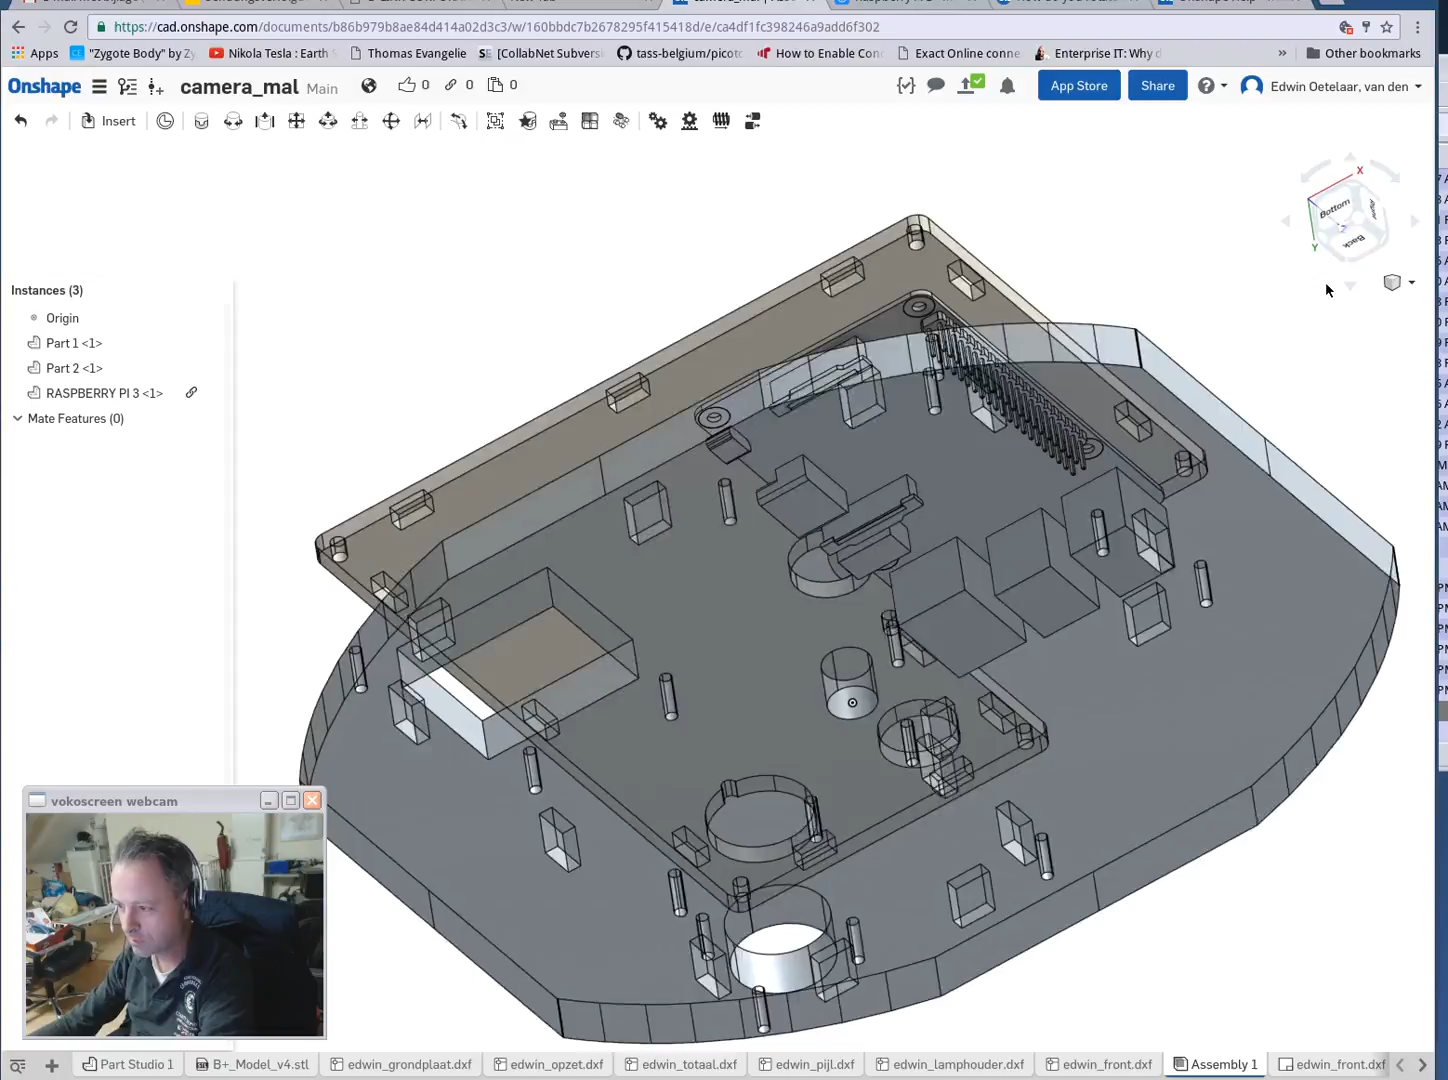 https://cad.onshape.com/documents/b86b979b8ae84d414a02d3c3/w/160bbdc7b2678295f415418d/e/ca4df1fc398246a9add6f302
Apps "Zygote Body" by Zy Nikola Tesla : Earth Thomas Evangelie [CollabNet Subvers tass-belgium/picotc How to Enable Con Exact Online conne Enterprise IT: Why d » Other bookmarks
Onshape camera_mal Main 0 0 0 App Store Share Edwin Oetelaar, van den
Insert
X
Bottom
Back
Y
Instances (3)
Origin
Part 1 <1>
Part 2 <1>
RASPBERRY PI 3 <1>
Mate Features (0)
vokoscreen webcam
Part Studio 1 B+_Model_v4.stl edwin_grondplaat.dxf edwin_opzet.dxf edwin_totaal.dxf edwin_pijl.dxf edwin_lamphouder.dxf edwin_front.dxf Assembly 1 edwin_front.dxf